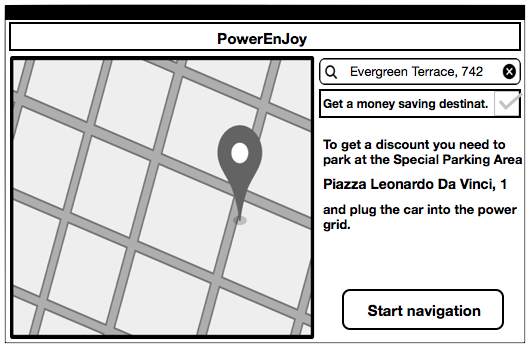 PowerEnJoy
Evergreen Terrace, 742
Get a money saving destinat.
To get a discount you need to
park at the Special Parking Area
Piazza Leonardo Da Vinci, 1
and plug the car into the power
grid.
Start navigation